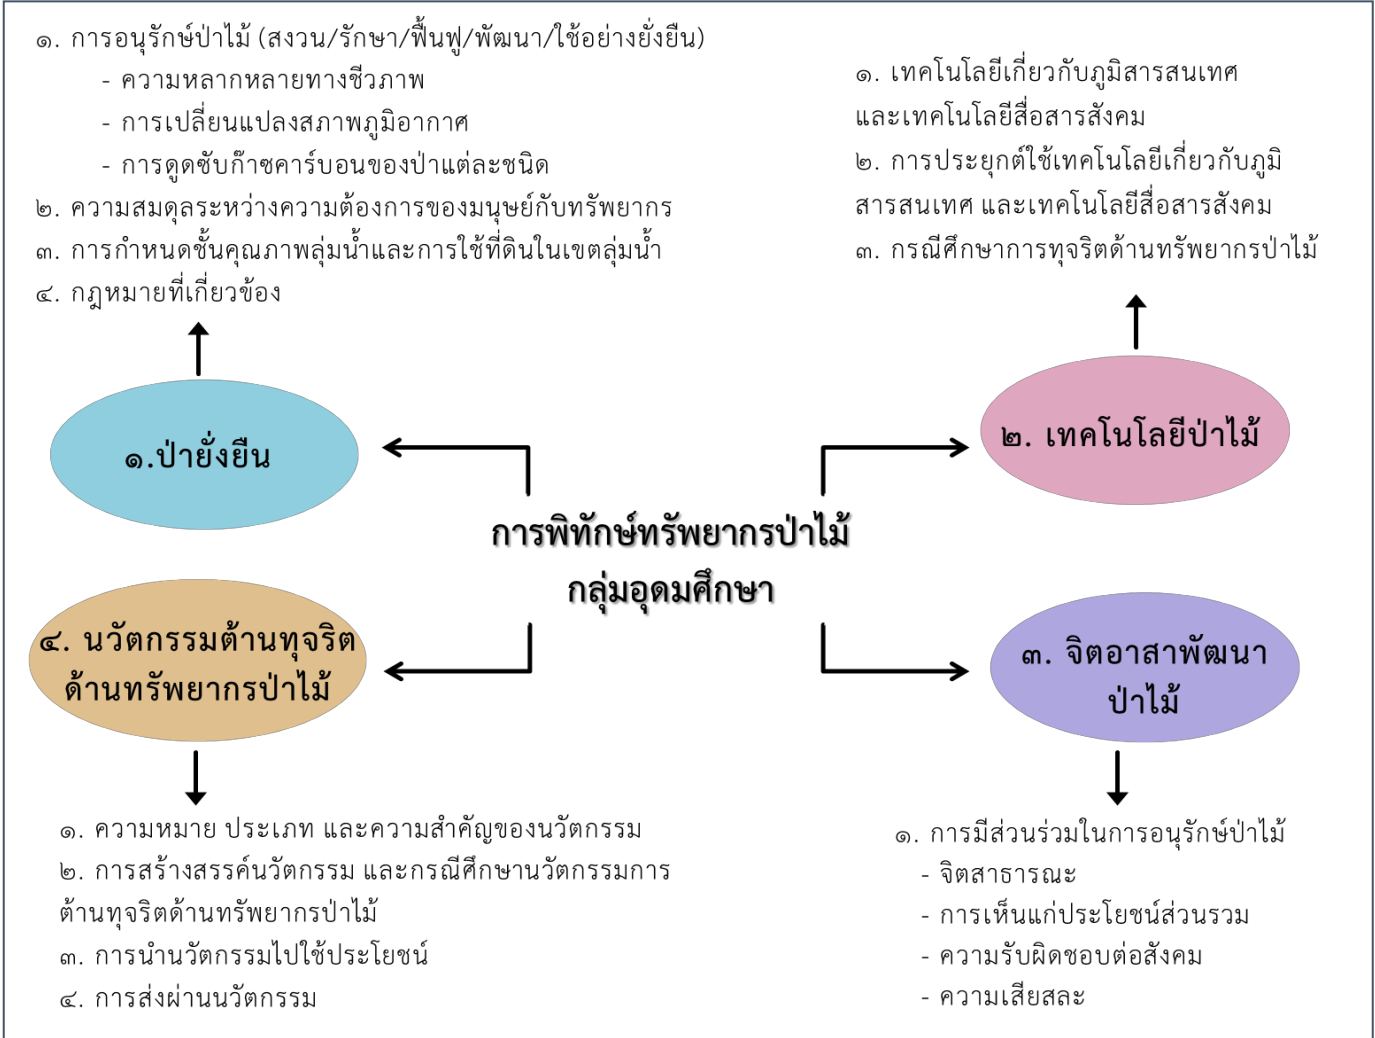 ๑. การอนุรักษ์ป่าไม้ (สงวน/รักษา/ฟื้นฟู/พัฒนา/ใช้อย่างยั่งยืน)
- ความหลากหลายทางชีวภาพ
- การเปลี่ยนแปลงสภาพภูมิอากาศ
- การดูดซับก๊าซคาร์บอนของป่าแต่ละชนิด
๒. ความสมดุลระหว่างความต้องการของมนุษย์กับทรัพยากร
๓. การกำหนดชั้นคุณภาพลุ่มน้ำและการใช้ที่ดินในเขตลุ่มน้ำ
๔. กฎหมายที่เกี่ยวข้อง
๑. เทคโนโลยีเกี่ยวกับภูมิสารสนเทศ
และเทคโนโลยีสื่อสารสังคม
๒. การประยุกต์ใช้เทคโนโลยีเกี่ยวกับภูมิ
สารสนเทศ และเทคโนโลยีสื่อสารสังคม
๓. กรณีศึกษาการทุจริตด้านทรัพยากรป่าไม้
๑.ป่ายั่งยืน
๒. เทคโนโลยีป่าไม้
การพิทักษ์ทรัพยากรป่าไม้
กลุ่มอุดมศึกษา
๔. นวัตกรรมต้านทุจริต
ด้านทรัพยากรป่าไม้
๓. จิตอาสาพัฒนา
ป่าไม้
๑. ความหมาย ประเภท และความสำคัญของนวัตกรรม
๒. การสร้างสรรค์นวัตกรรม และกรณีศึกษานวัตกรรมการ
ต้านทุจริตด้านทรัพยากรป่าไม้
๓. การนำนวัตกรรมไปใช้ประโยชน์
๔. การส่งผ่านนวัตกรรม
๑. การมีส่วนร่วมในการอนุรักษ์ป่าไม้
- จิตสาธารณะ
- การเห็นแก่ประโยชน์ส่วนรวม
- ความรับผิดชอบต่อสังคม
- ความเสียสละ